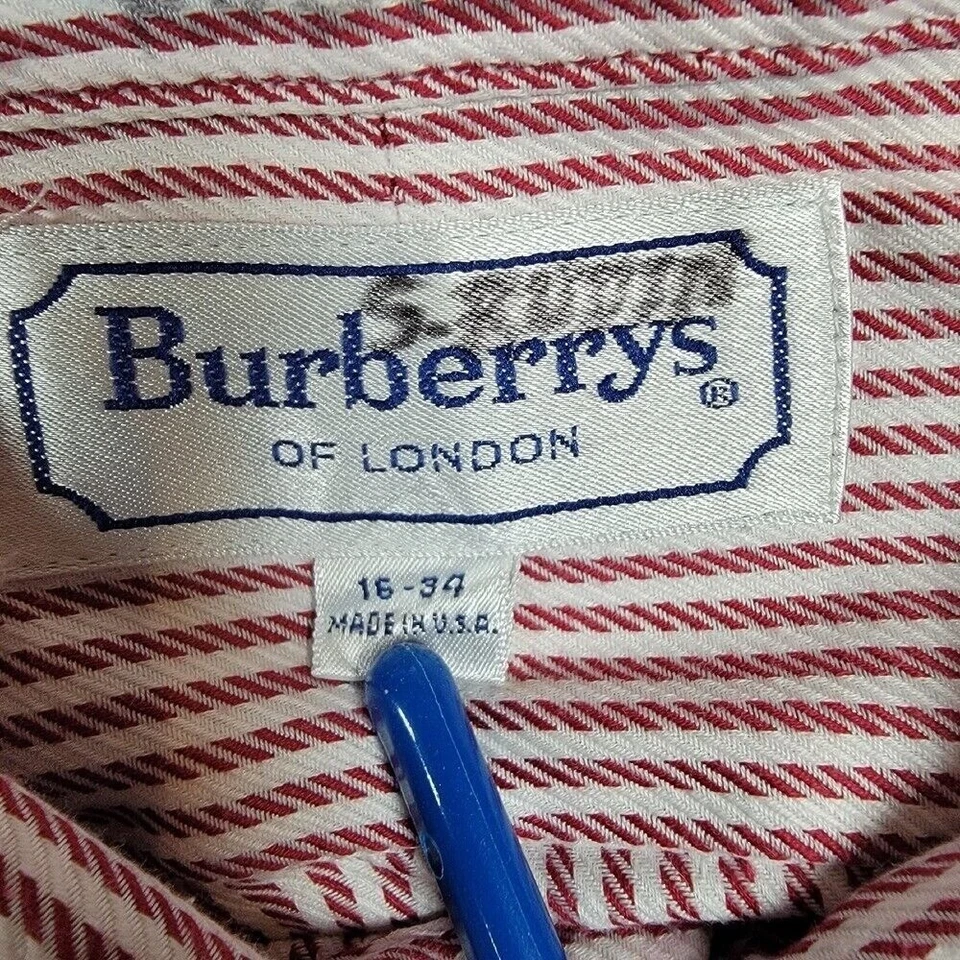 Burberrys ®
OF LONDON
16-34
MADE IN U.S.A.